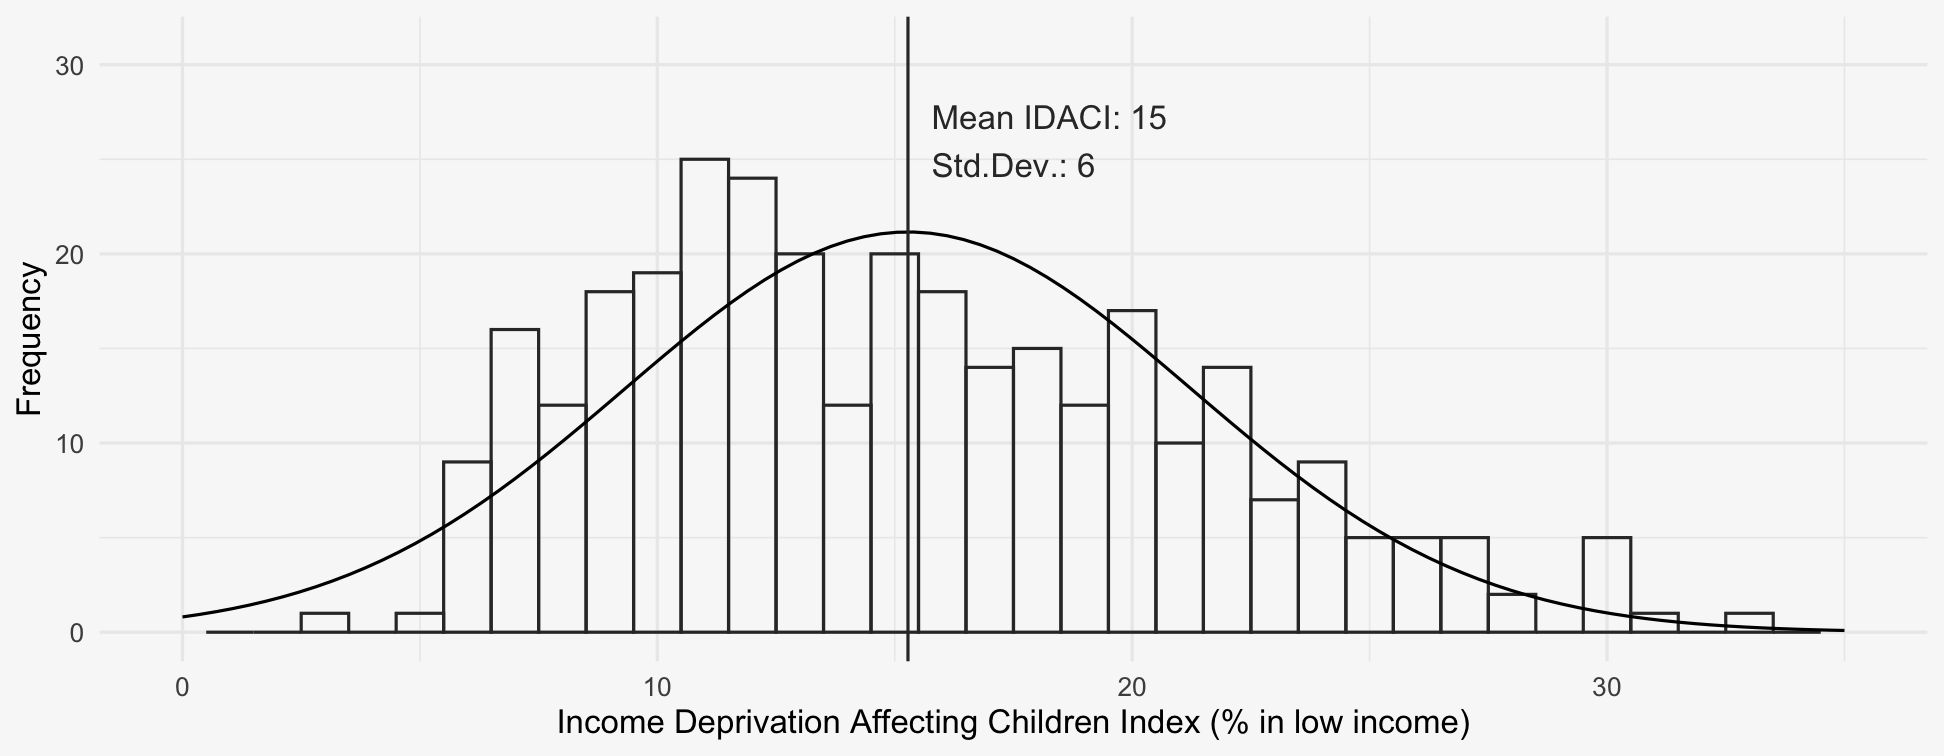 30
20
10
0
Frequency
Mean IDACI: 15
Std.Dev.: 6
0 10 20 30
Income Deprivation Affecting Children Index (% in low income)